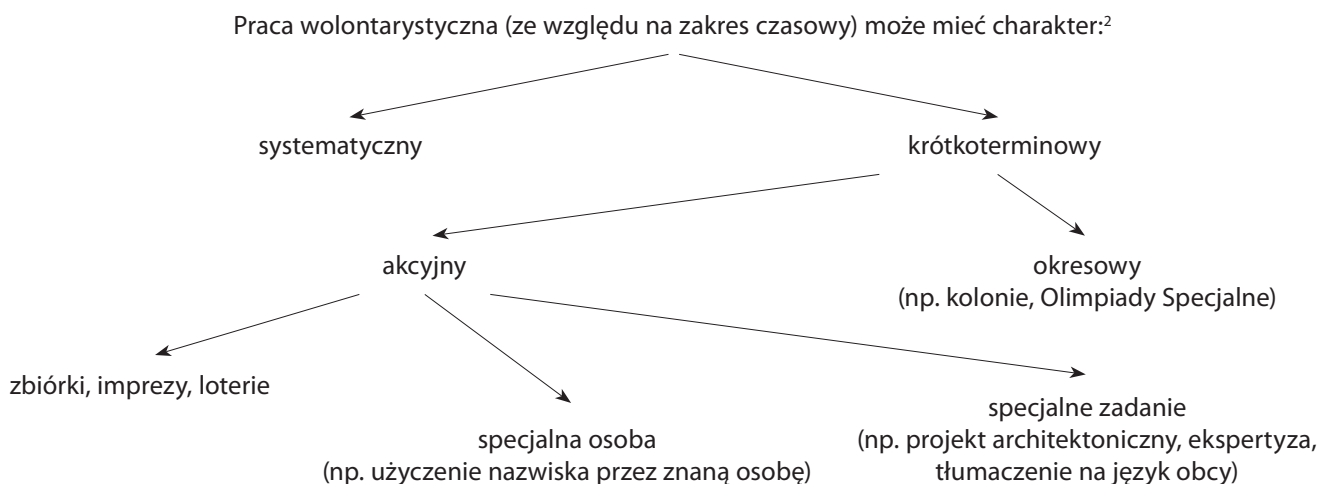 Praca wolontarystyczna (ze względu na zakres czasowy) może mieć charakter:²
systematyczny
krótkoterminowy
akcyjny
okresowy
(np. kolonie, Olimpiady Specjalne)
zbiórki, imprezy, loterie
specjalna osoba
(np. użyczenie nazwiska przez znaną osobę)
specjalne zadanie
(np. projekt architektoniczny, ekspertyza,
tłumaczenie na język obcy)